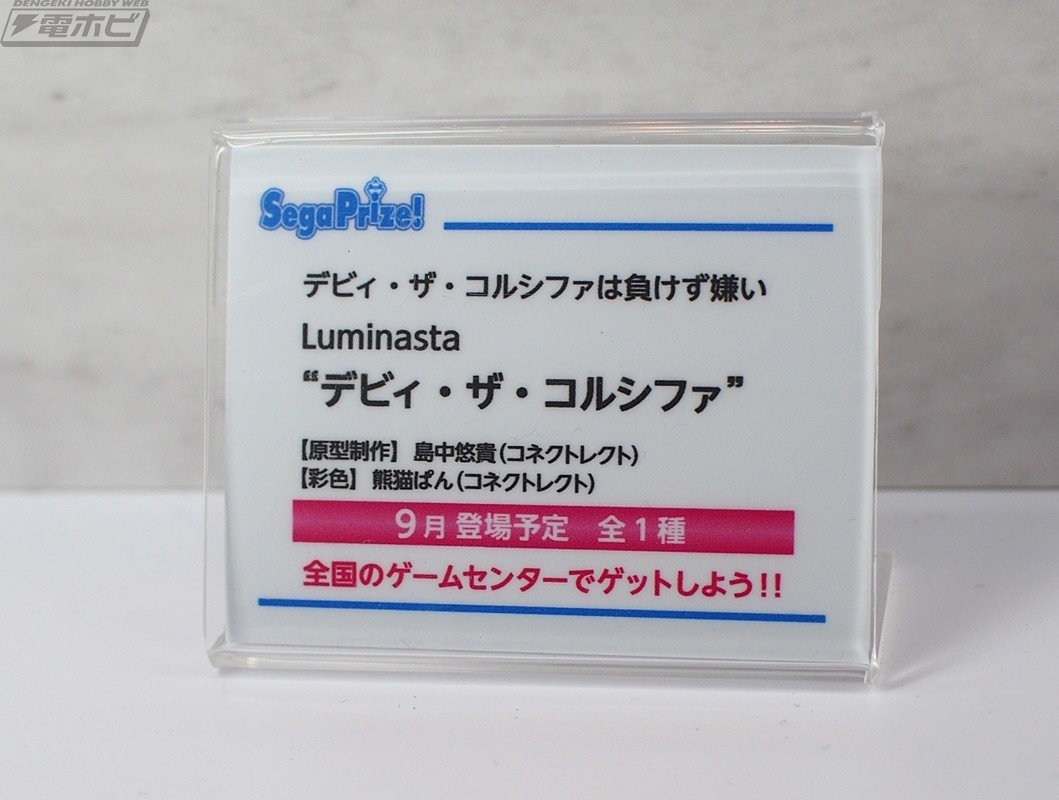 DENGEKI HOBBY WEB
電ホビ
SegaPrize!
デビィ・ザ・コルシファは負けず嫌い
Luminasta
“デビィ・ザ・コルシファ”
【原型制作】 島中悠貴(コネクトレクト)
【彩色】 熊猫ぱん(コネクトレクト)
9月 登場予定 全1種
全国のゲームセンターでゲットしよう!!